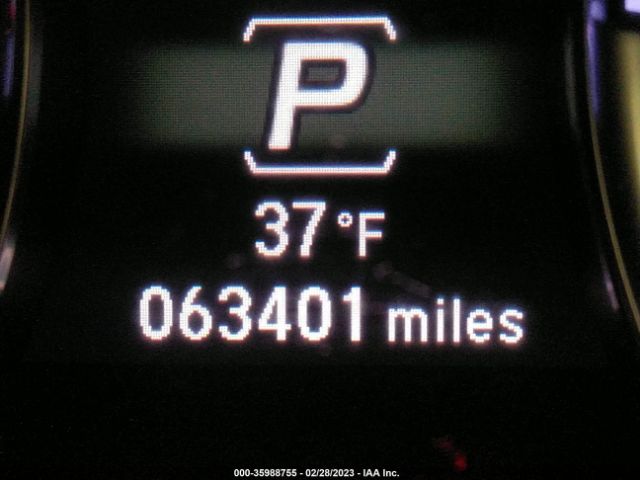 P
37 °F
063401 miles
000-35988755 - 02/28/2023 - IAA Inc.